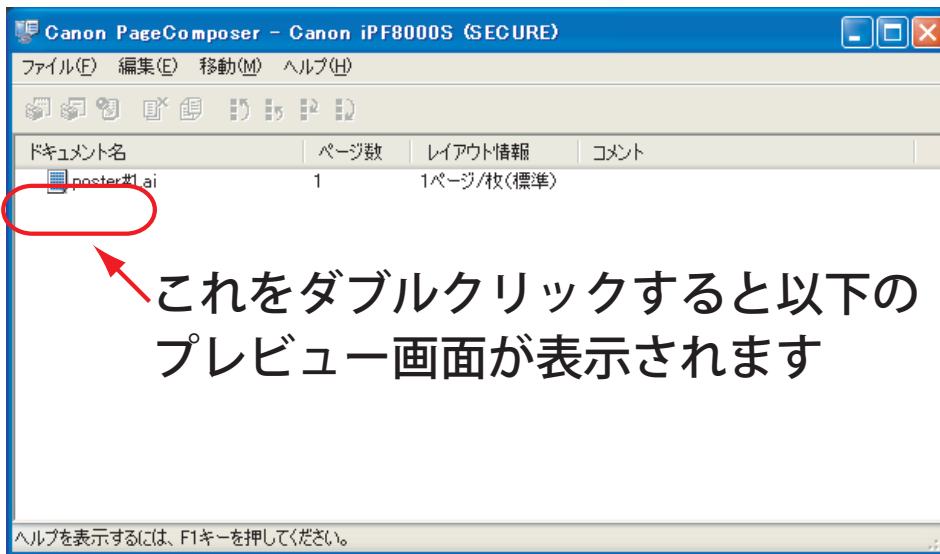 Canon PageComposer - Canon iPF8000S (SECURE)
ファイル(F) 編集(E) 移動(M) ヘルプ(H)
ドキュメント名 ページ数 レイアウト情報 コメント
poster#1.ai 1 1ページ/枚(標準)
これをダブルクリックすると以下の
プレビュー画面が表示されます
ヘルプを表示するには、F1キーを押してください。